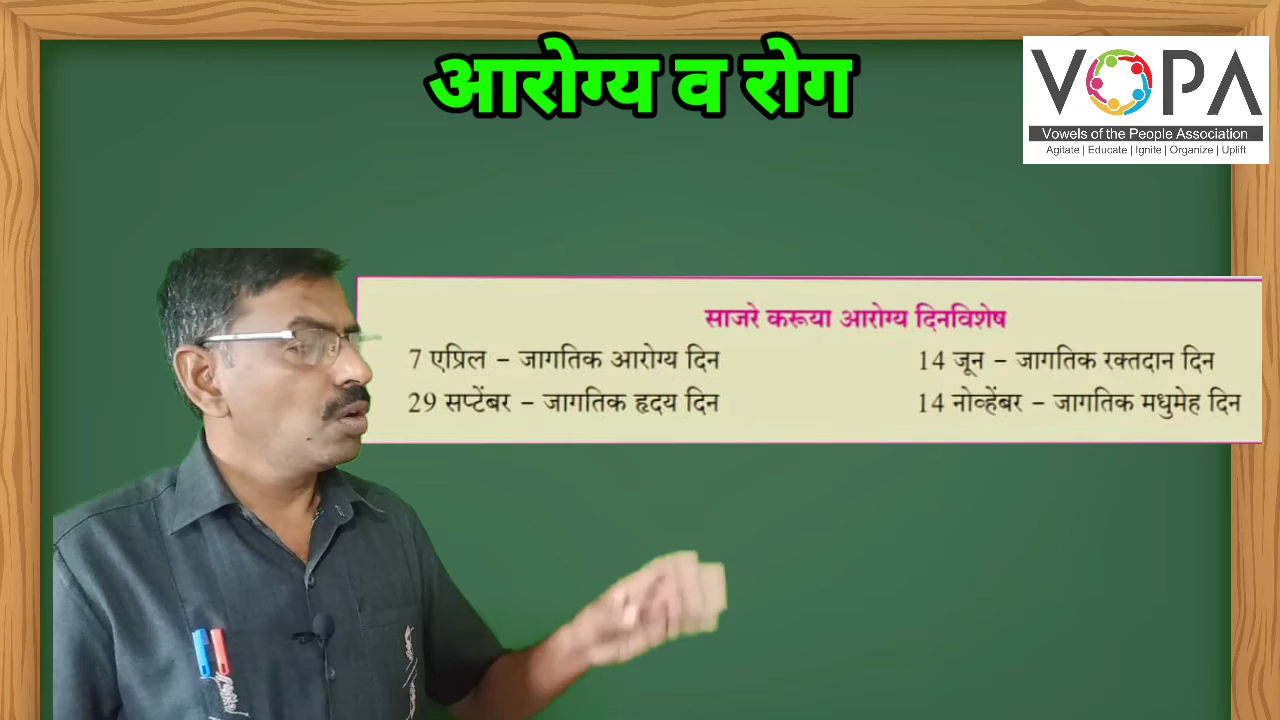 आरोग्य व रोग
VOPA
Vowels of the People Association
Agitate | Educate | Ignite | Organize | Uplift
साजरे करूया आरोग्य दिनविशेष
7 एप्रिल – जागतिक आरोग्य दिन
14 जून – जागतिक रक्तदान दिन
29 सप्टेंबर – जागतिक हृदय दिन
14 नोव्हेंबर – जागतिक मधुमेह दिन